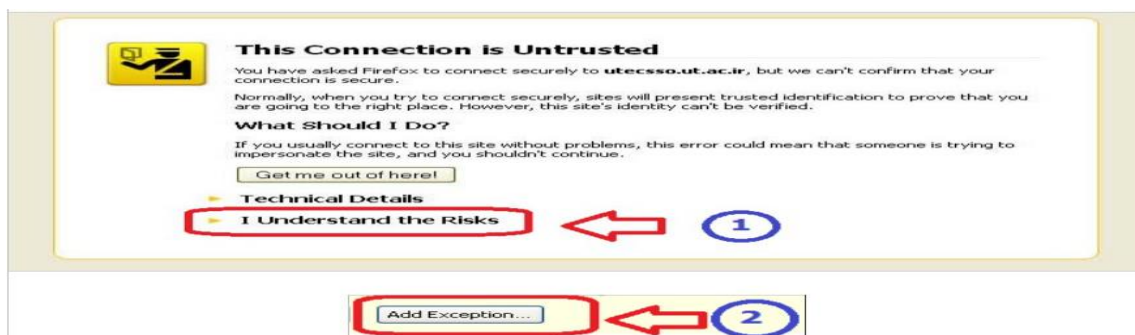 This Connection is Untrusted
You have asked Firefox to connect securely to utecsso.ut.ac.ir, but we can't confirm that your
connection is secure.
Normally, when you try to connect securely, sites will present trusted identification to prove that you
are going to the right place. However, this site's identity can't be verified.
What Should I Do?
If you usually connect to this site without problems, this error could mean that someone is trying to
impersonate the site, and you shouldn't continue.
Get me out of here!
Technical Details
I Understand the Risks
1
Add Exception...
2